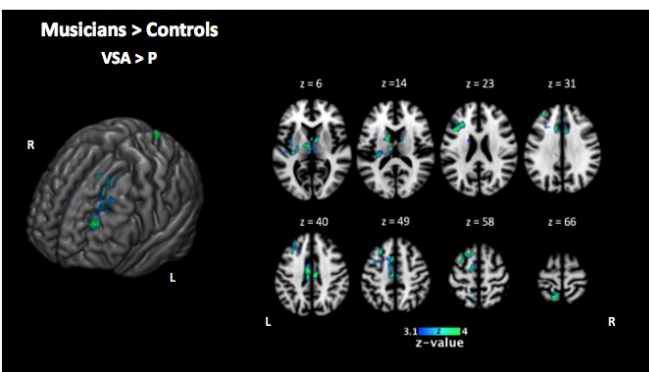 Musicians > Controls
VSA > P
R
L
z = 6
z =14
z = 23
z = 31
z = 40
z = 49
z = 58
z = 66
L
R
3.1 z 4
z-value